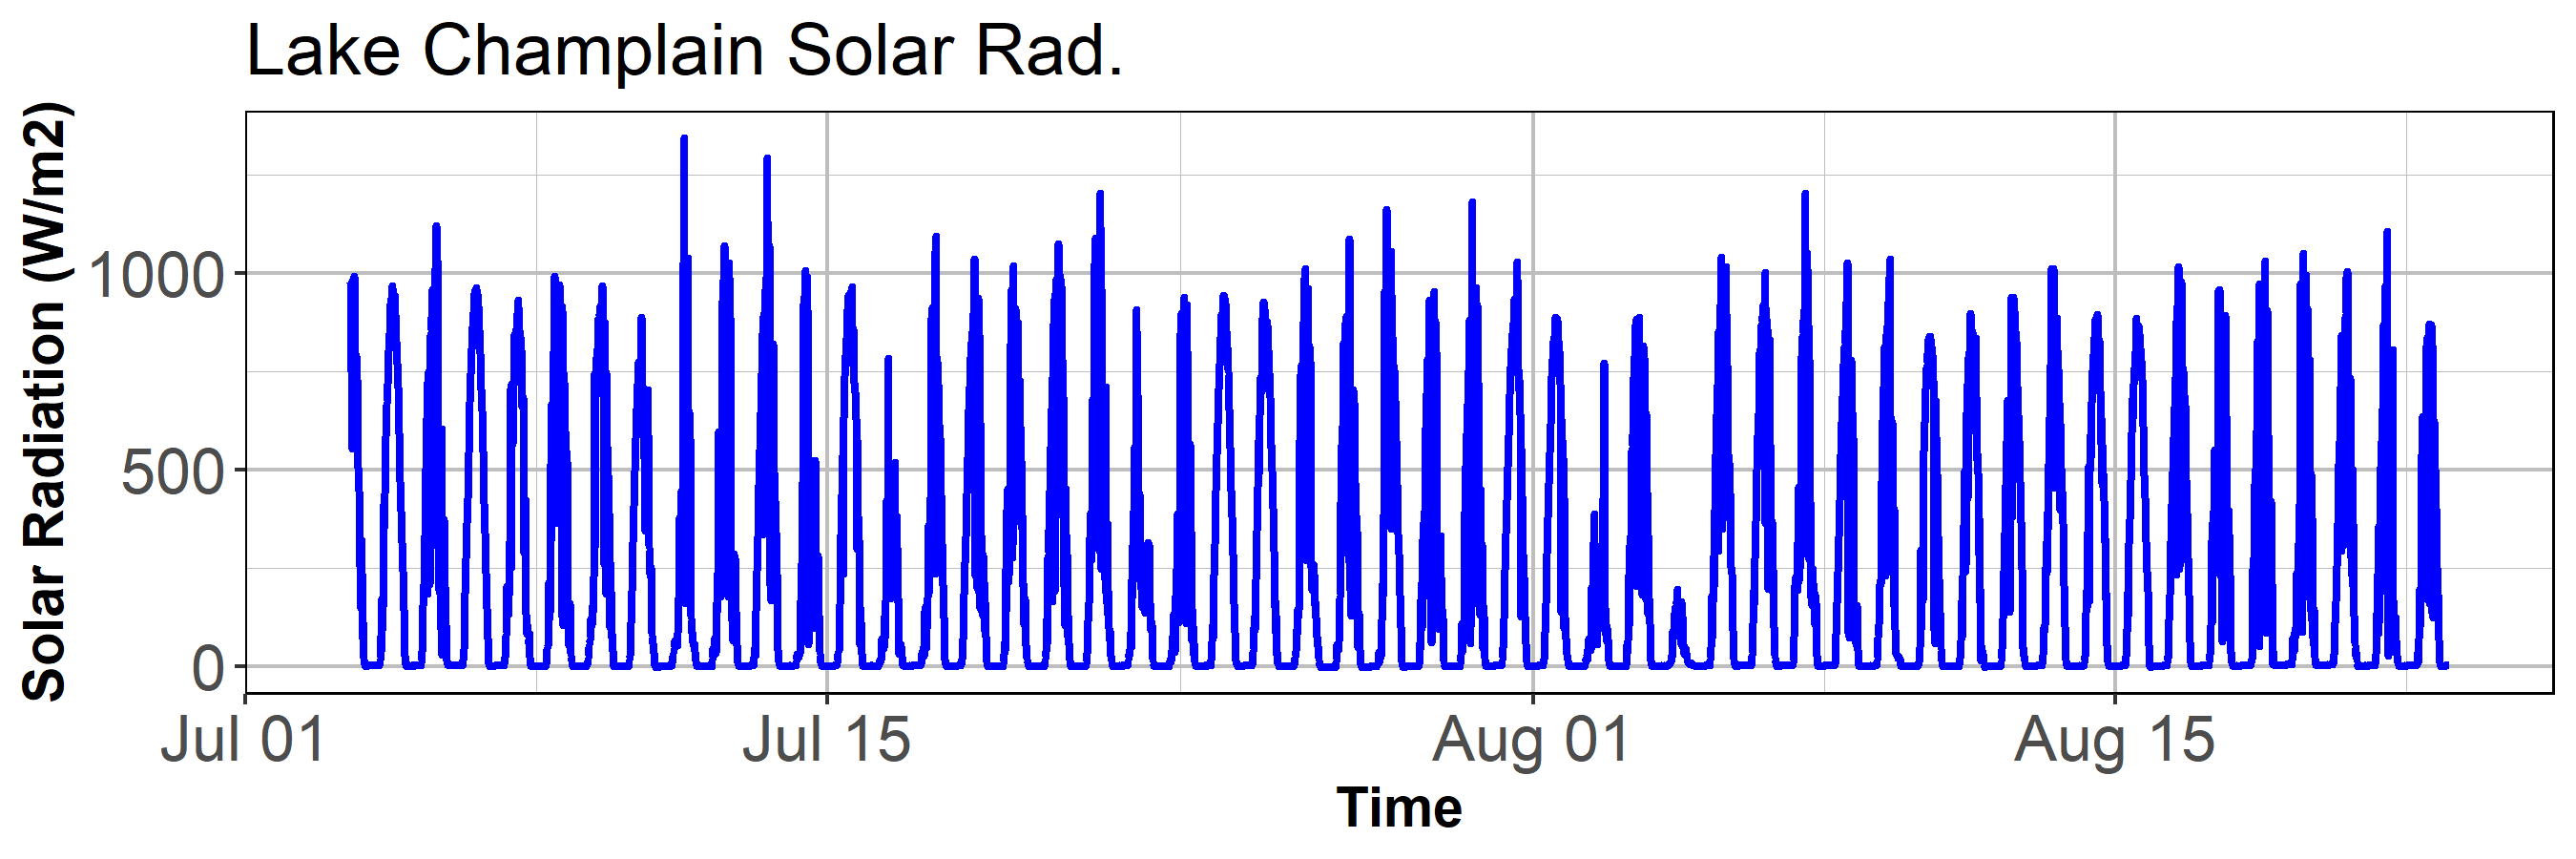 Lake Champlain Solar Rad.
Solar Radiation (W/m2)
1000
500
0
Jul 01
Jul 15
Aug 01
Aug 15
Time